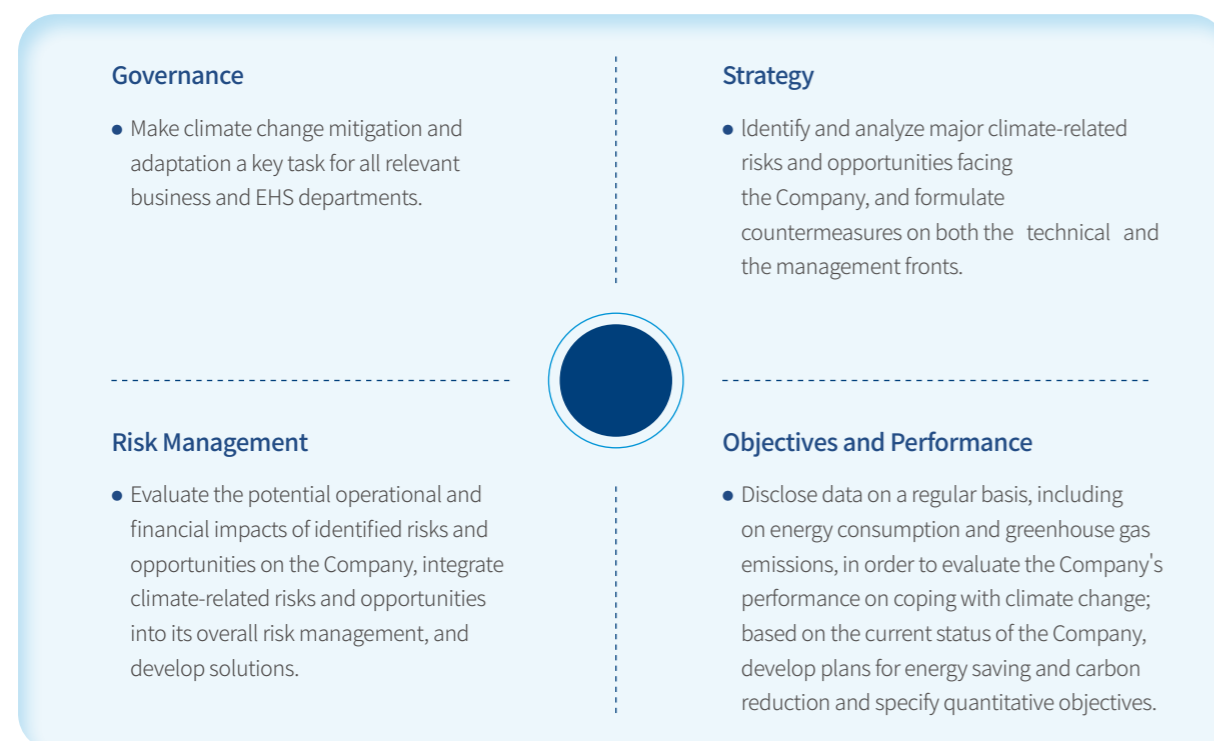 Governance
● Make climate change mitigation and
adaptation a key task for all relevant
business and EHS departments.
Strategy
● Identify and analyze major climate-related
risks and opportunities facing
the Company, and formulate
countermeasures on both the technical and
the management fronts.
Risk Management
● Evaluate the potential operational and
financial impacts of identified risks and
opportunities on the Company, integrate
climate-related risks and opportunities
into its overall risk management, and
develop solutions.
Objectives and Performance
● Disclose data on a regular basis, including
on energy consumption and greenhouse gas
emissions, in order to evaluate the Company's
performance on coping with climate change;
based on the current status of the Company,
develop plans for energy saving and carbon
reduction and specify quantitative objectives.